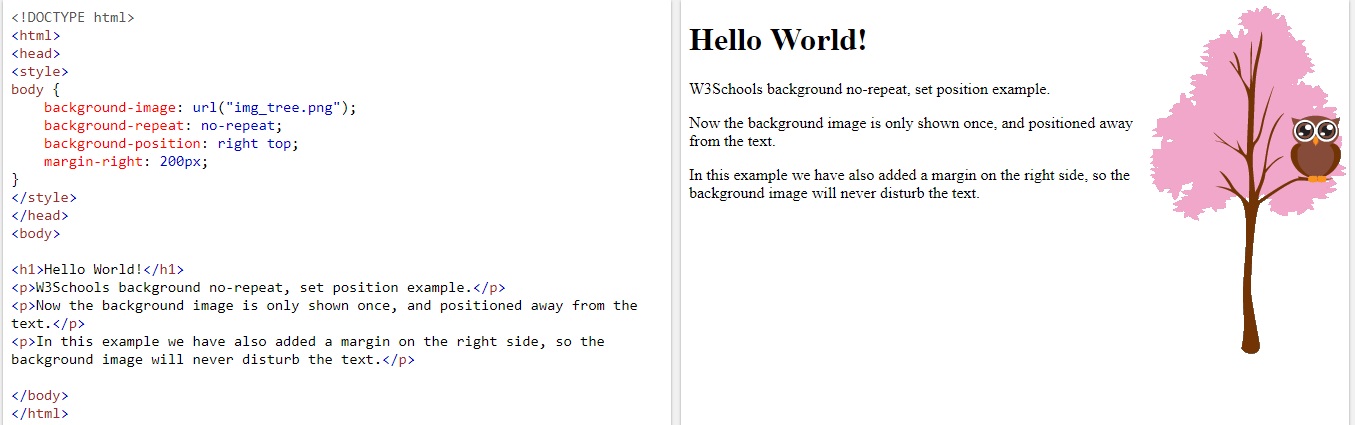 <!DOCTYPE html>
<html>
<head>
<style>
body {
    background-image: url("img_tree.png");
    background-repeat: no-repeat;
    background-position: right top;
    margin-right: 200px;
}
</style>
</head>
<body>

<h1>Hello World!</h1>
<p>W3Schools background no-repeat, set position example.</p>
<p>Now the background image is only shown once, and positioned away from the
text.</p>
<p>In this example we have also added a margin on the right side, so the
background image will never disturb the text.</p>

</body>
</html>
Hello World!
W3Schools background no-repeat, set position example.
Now the background image is only shown once, and positioned away
from the text.
In this example we have also added a margin on the right side, so the
background image will never disturb the text.